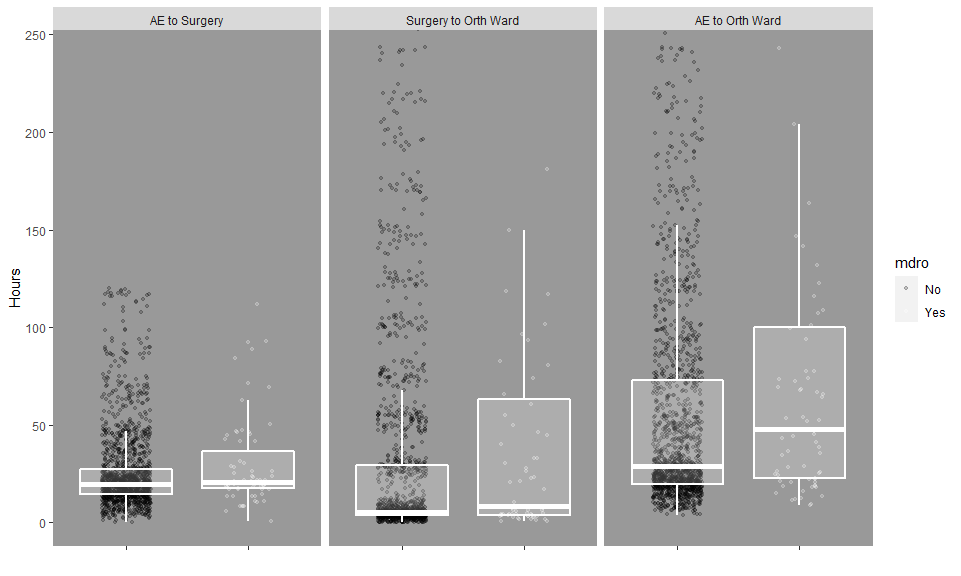 AE to Surgery
Surgery to Orth Ward
AE to Orth Ward
250
200
150
100
50
0
Hours
mdro
No
Yes